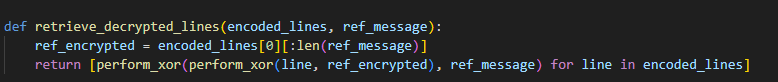 def retrieve_decrypted_lines(encoded_lines, ref_message):
    ref_encrypted = encoded_lines[0][:len(ref_message)]
    return [perform_xor(perform_xor(line, ref_encrypted), ref_message) for line in encoded_lines]